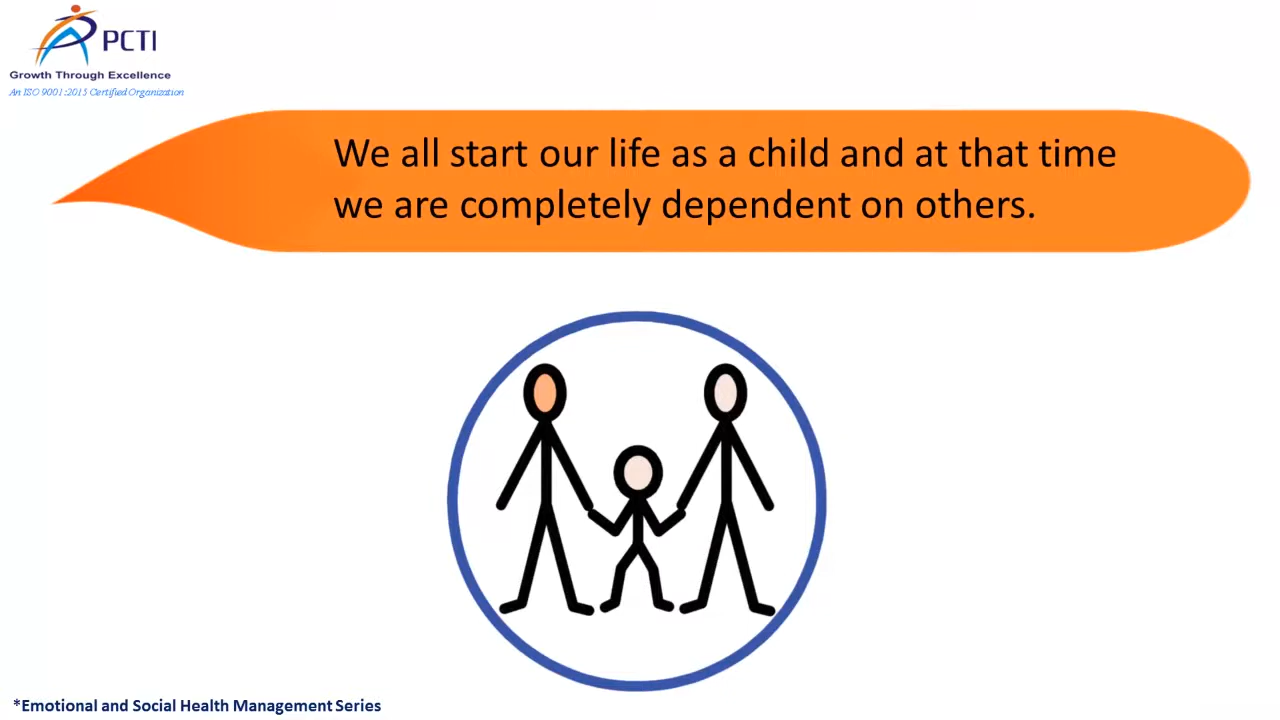 PCTI
Growth Through Excellence
An ISO 9001:2015 Certified Organization
We all start our life as a child and at that time
we are completely dependent on others.
*Emotional and Social Health Management Series